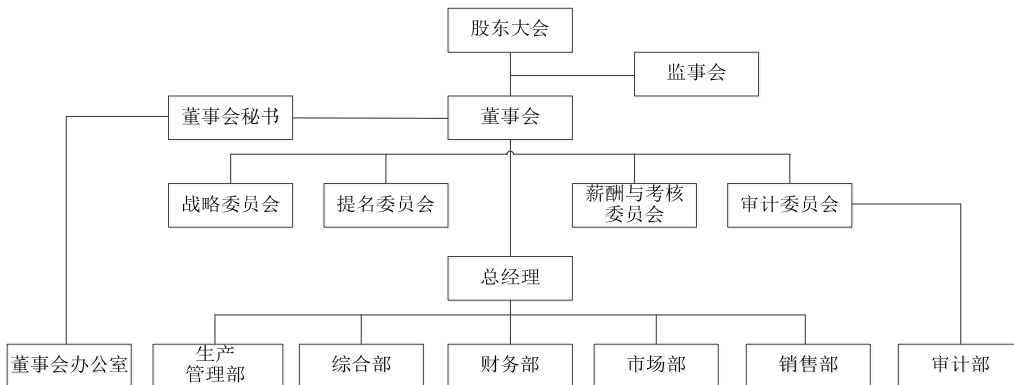 股东大会
监事会
董事会秘书
董事会
战略委员会
提名委员会
薪酬与考核
委员会
审计委员会
总经理
董事会办公室
生产
管理部
综合部
财务部
市场部
销售部
审计部